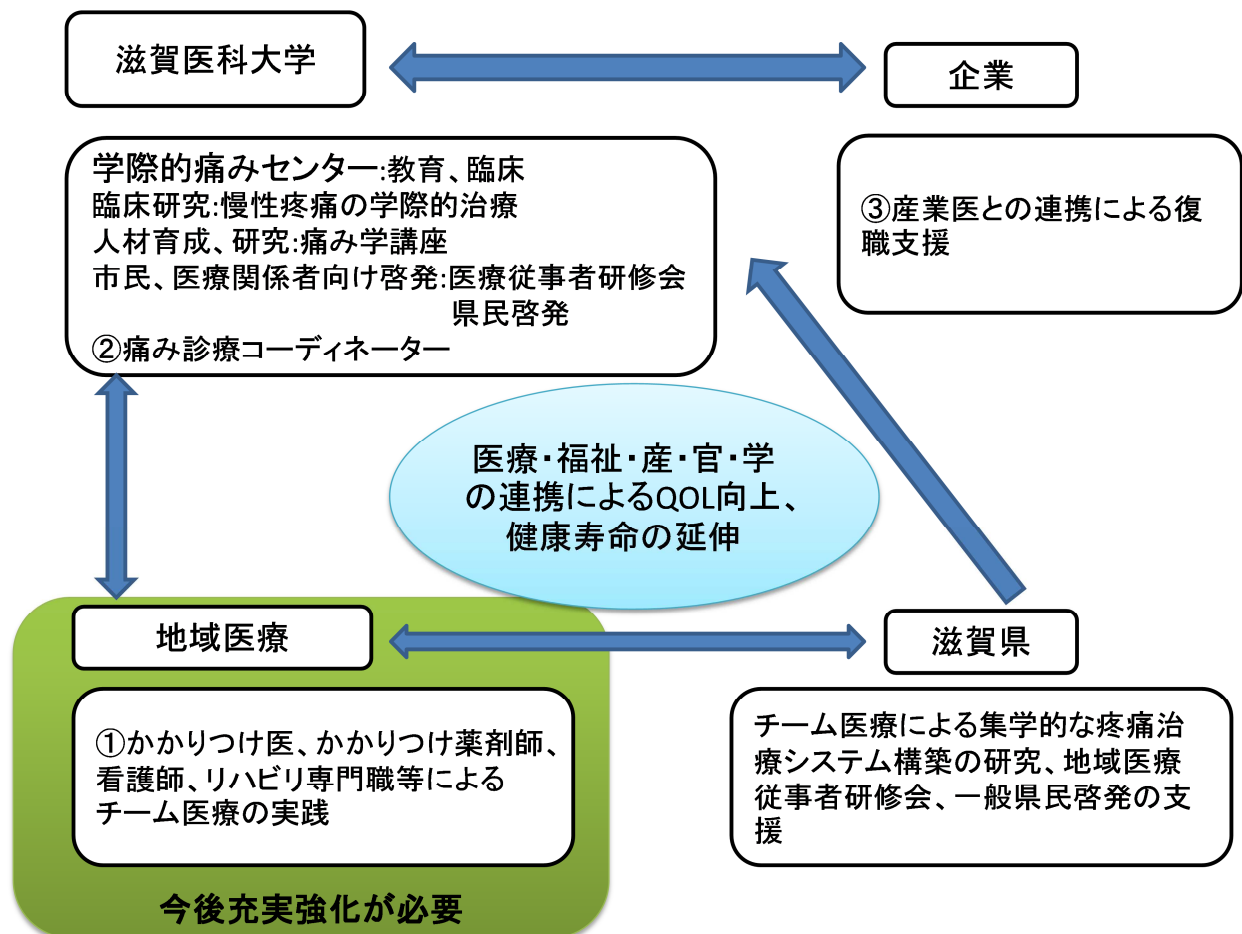 滋賀医科大学
企業
学際的痛みセンター:教育、臨床
臨床研究:慢性疼痛の学際的治療
人材育成、研究:痛み学講座
市民、医療関係者向け啓発:医療従事者研修会
県民啓発
②痛み診療コーディネーター
③産業医との連携による復
職支援
医療・福祉・産・官・学
の連携によるQOL向上、
健康寿命の延伸
地域医療
滋賀県
①かかりつけ医、かかりつけ薬剤師、
看護師、リハビリ専門職等による
チーム医療の実践
チーム医療による集学的な疼痛治
療システム構築の研究、地域医療
従事者研修会、一般県民啓発の支
援
今後充実強化が必要